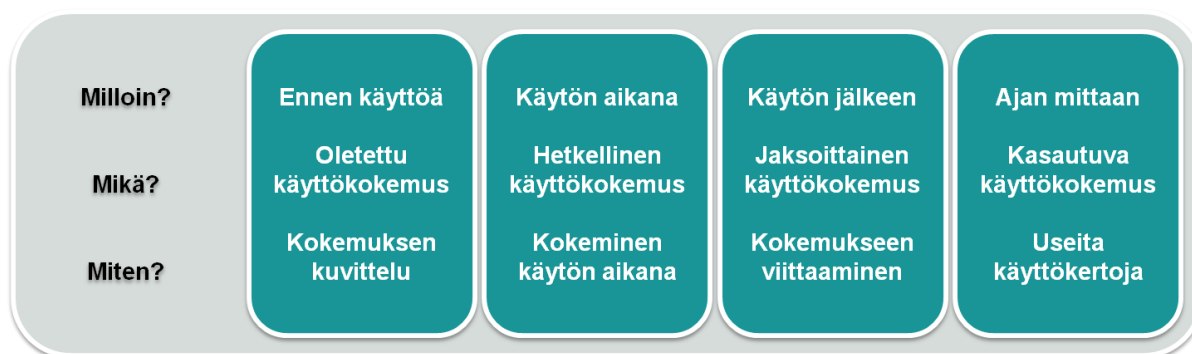 Milloin?
Ennen käyttöä
Käytön aikana
Käytön jälkeen
Ajan mittaan
Mikä?
Oletettu
käyttökokemus
Hetkellinen
käyttökokemus
Jaksoittainen
käyttökokemus
Kasautuva
käyttökokemus
Miten?
Kokemuksen
kuvittelu
Kokeminen
käytön aikana
Kokemukseen
viittaaminen
Useita
käyttökertoja